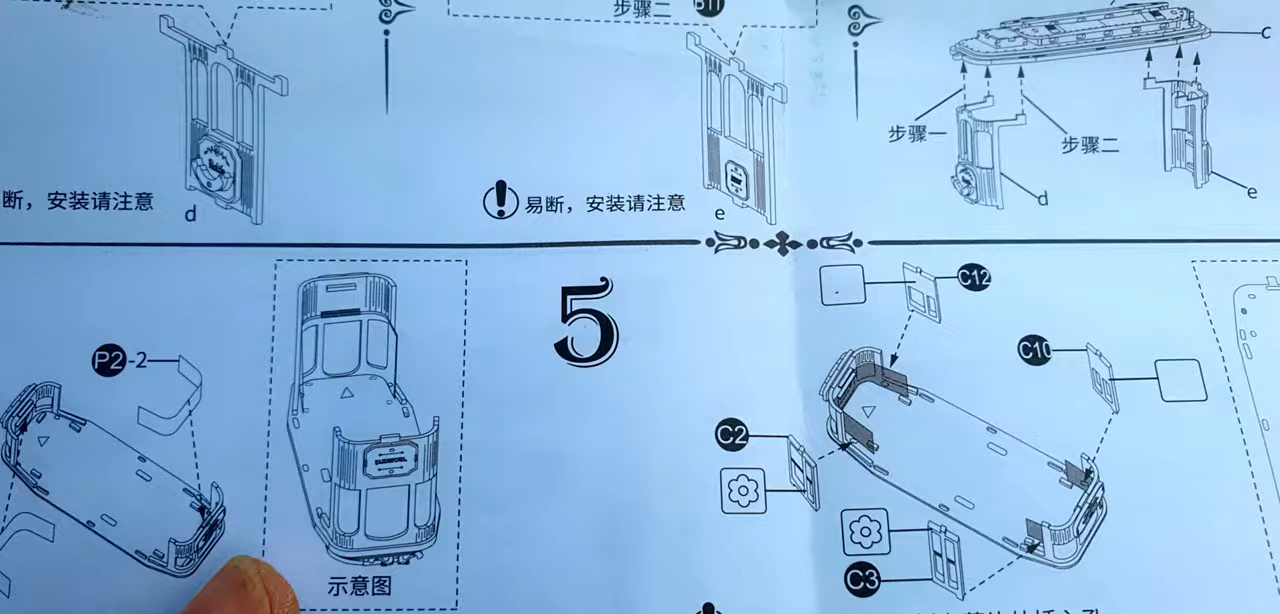 步骤二
B11
c
步骤一
步骤二
d
e
断，安装请注意
d
易断，安装请注意
e
5
C12
P2-2
C10
C2
C3
示意图